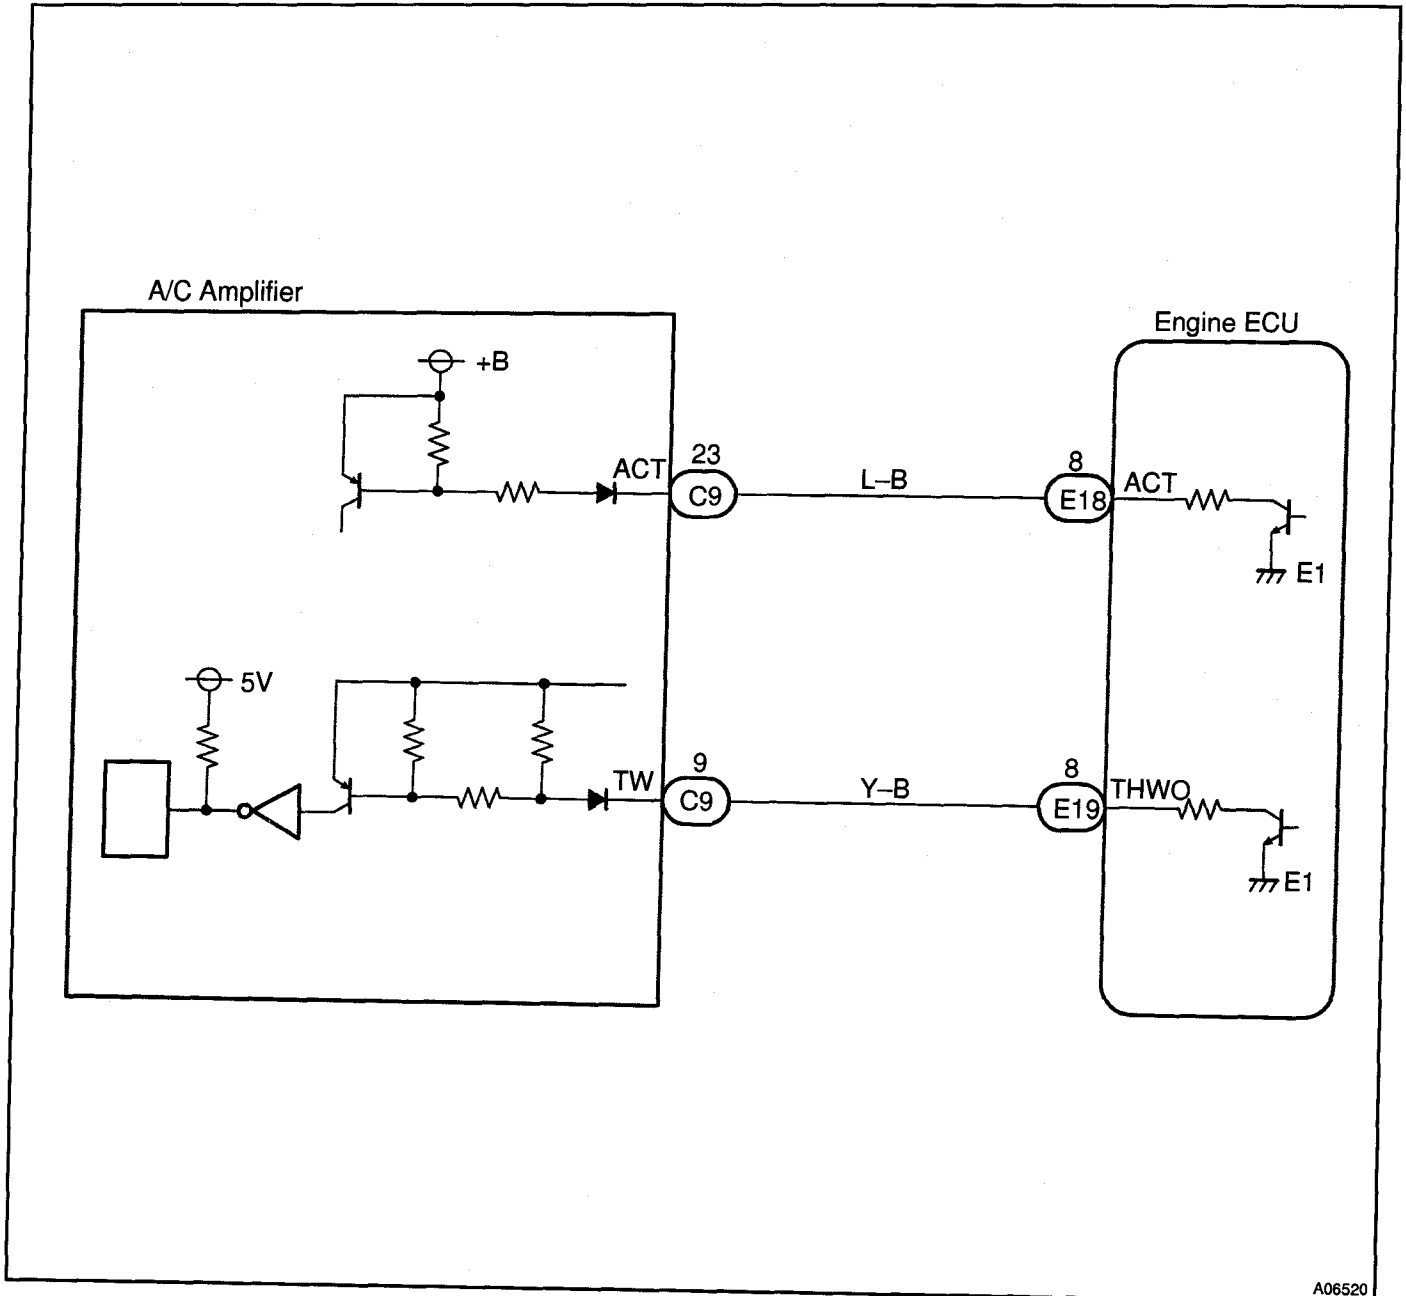 A/C Amplifier
Engine ECU
+B
ACT
23
C9
L–B
8
E18
ACT
E1
5V
TW
9
C9
Y–B
8
E19
THWO
E1
A06520